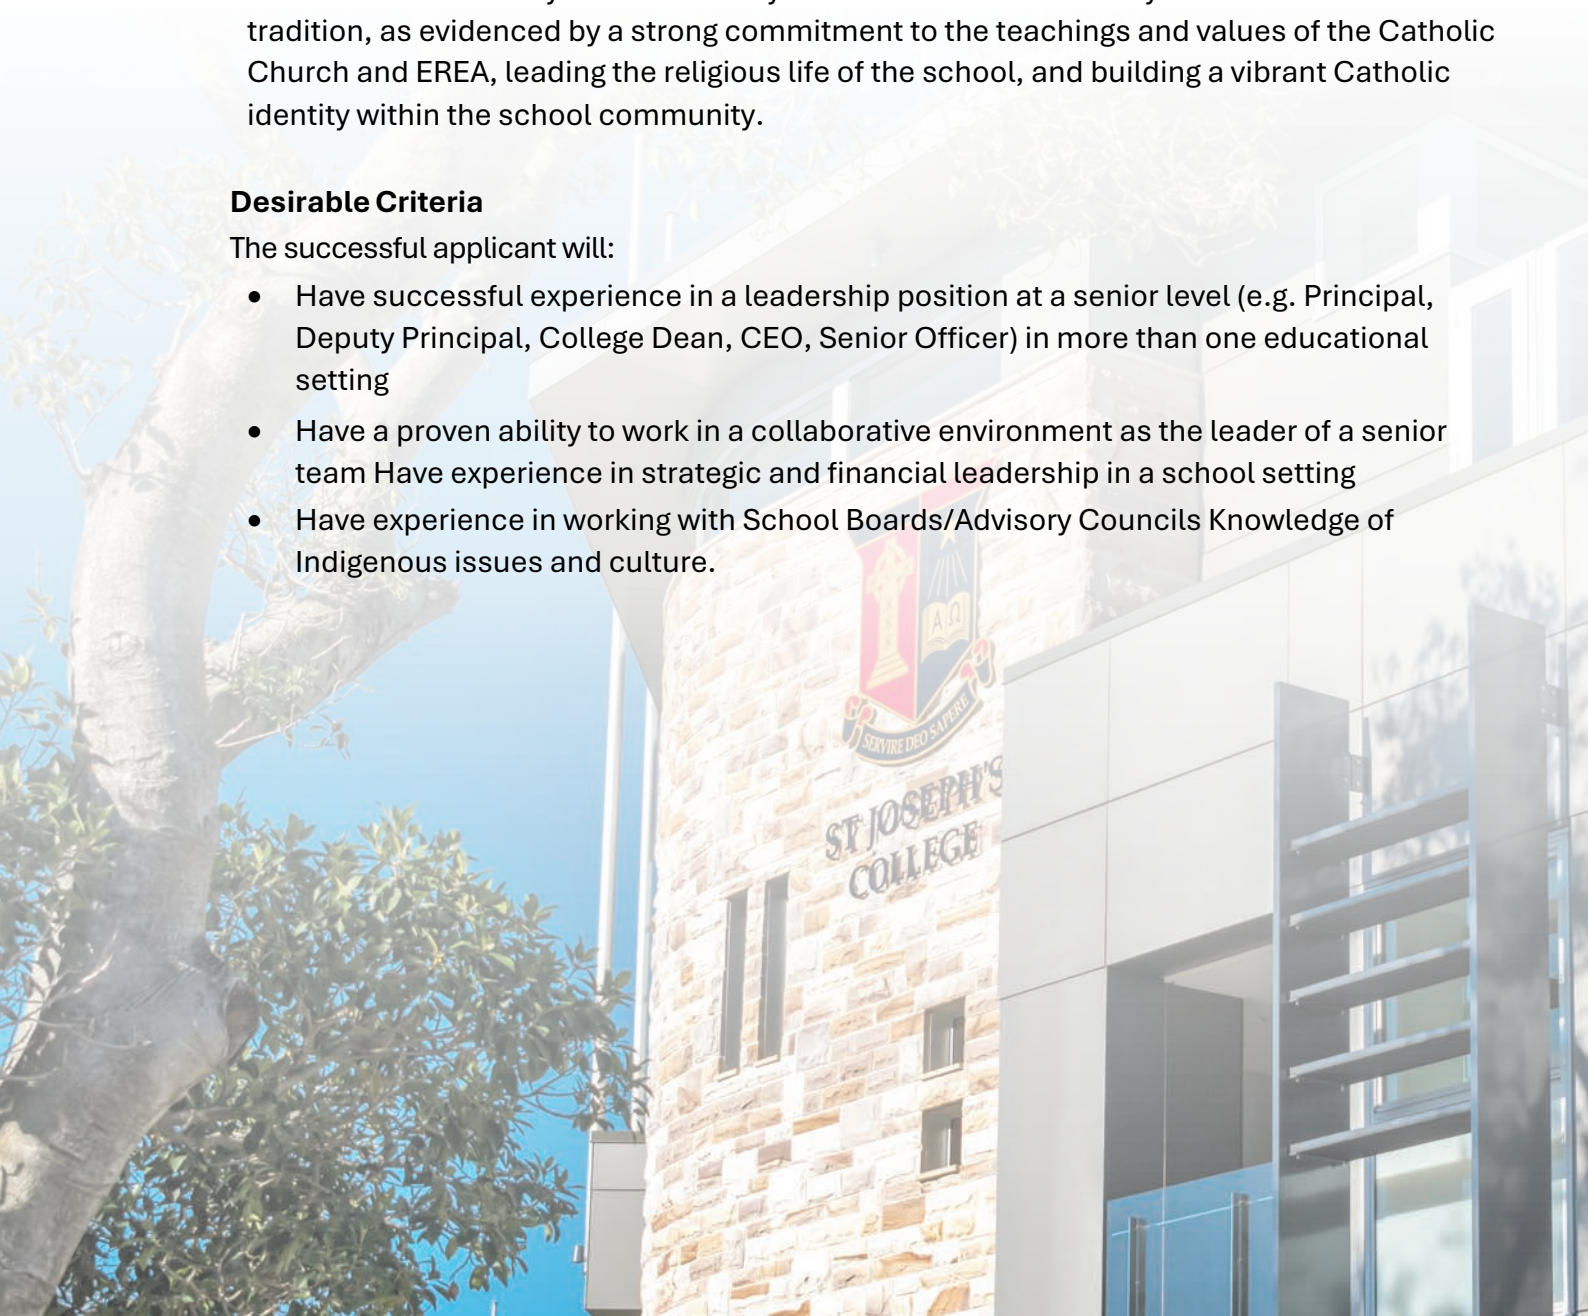 tradition, as evidenced by a strong commitment to the teachings and values of the Catholic
Church and EREA, leading the religious life of the school, and building a vibrant Catholic
identity within the school community.
Desirable Criteria
The successful applicant will:
• Have successful experience in a leadership position at a senior level (e.g. Principal,
Deputy Principal, College Dean, CEO, Senior Officer) in more than one educational
setting
• Have a proven ability to work in a collaborative environment as the leader of a senior
team Have experience in strategic and financial leadership in a school setting
• Have experience in working with School Boards/Advisory Councils Knowledge of
Indigenous issues and culture.
A Ω
SERVIRE DEO SAPERE
ST JOSEPH'S
COLLEGE